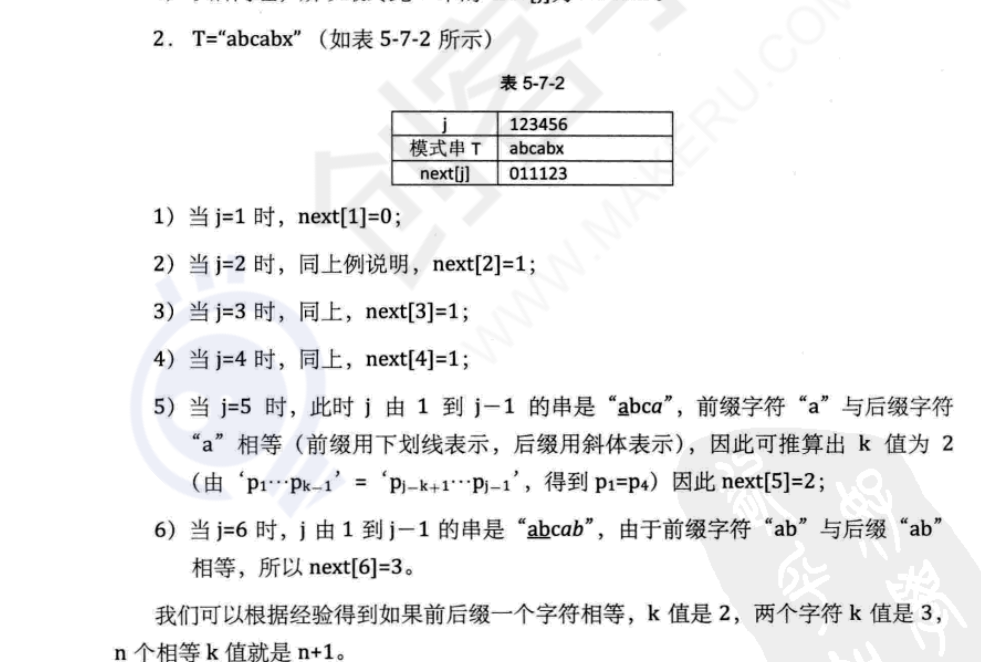 2． T=“abcabx”（如表 5-7-2 所示）
表 5-7-2
j 123456
模式串 T abcabx
next[j] 011123
1）当 j=1 时，next[1]=0；
2）当 j=2 时，同上例说明，next[2]=1；
3）当 j=3 时，同上，next[3]=1；
4）当 j=4 时，同上，next[4]=1；
5）当 j=5 时，此时 j 由 1 到 j－1 的串是“abca”，前缀字符“a”与后缀字符
“a”相等（前缀用下划线表示，后缀用斜体表示），因此可推算出 k 值为 2
（由‘p₁…pₖ₋₁’=‘pⱼ₋ₖ₊₁…pⱼ₋₁’，得到 p₁=p₄）因此 next[5]=2；
6）当 j=6 时，j 由 1 到 j－1 的串是“abcab”，由于前缀字符“ab”与后缀“ab”
相等，所以 next[6]=3。
我们可以根据经验得到如果前后缀一个字符相等，k 值是 2，两个字符 k 值是 3，
n 个相等 k 值就是 n+1。
WWW.MAKERU.COM